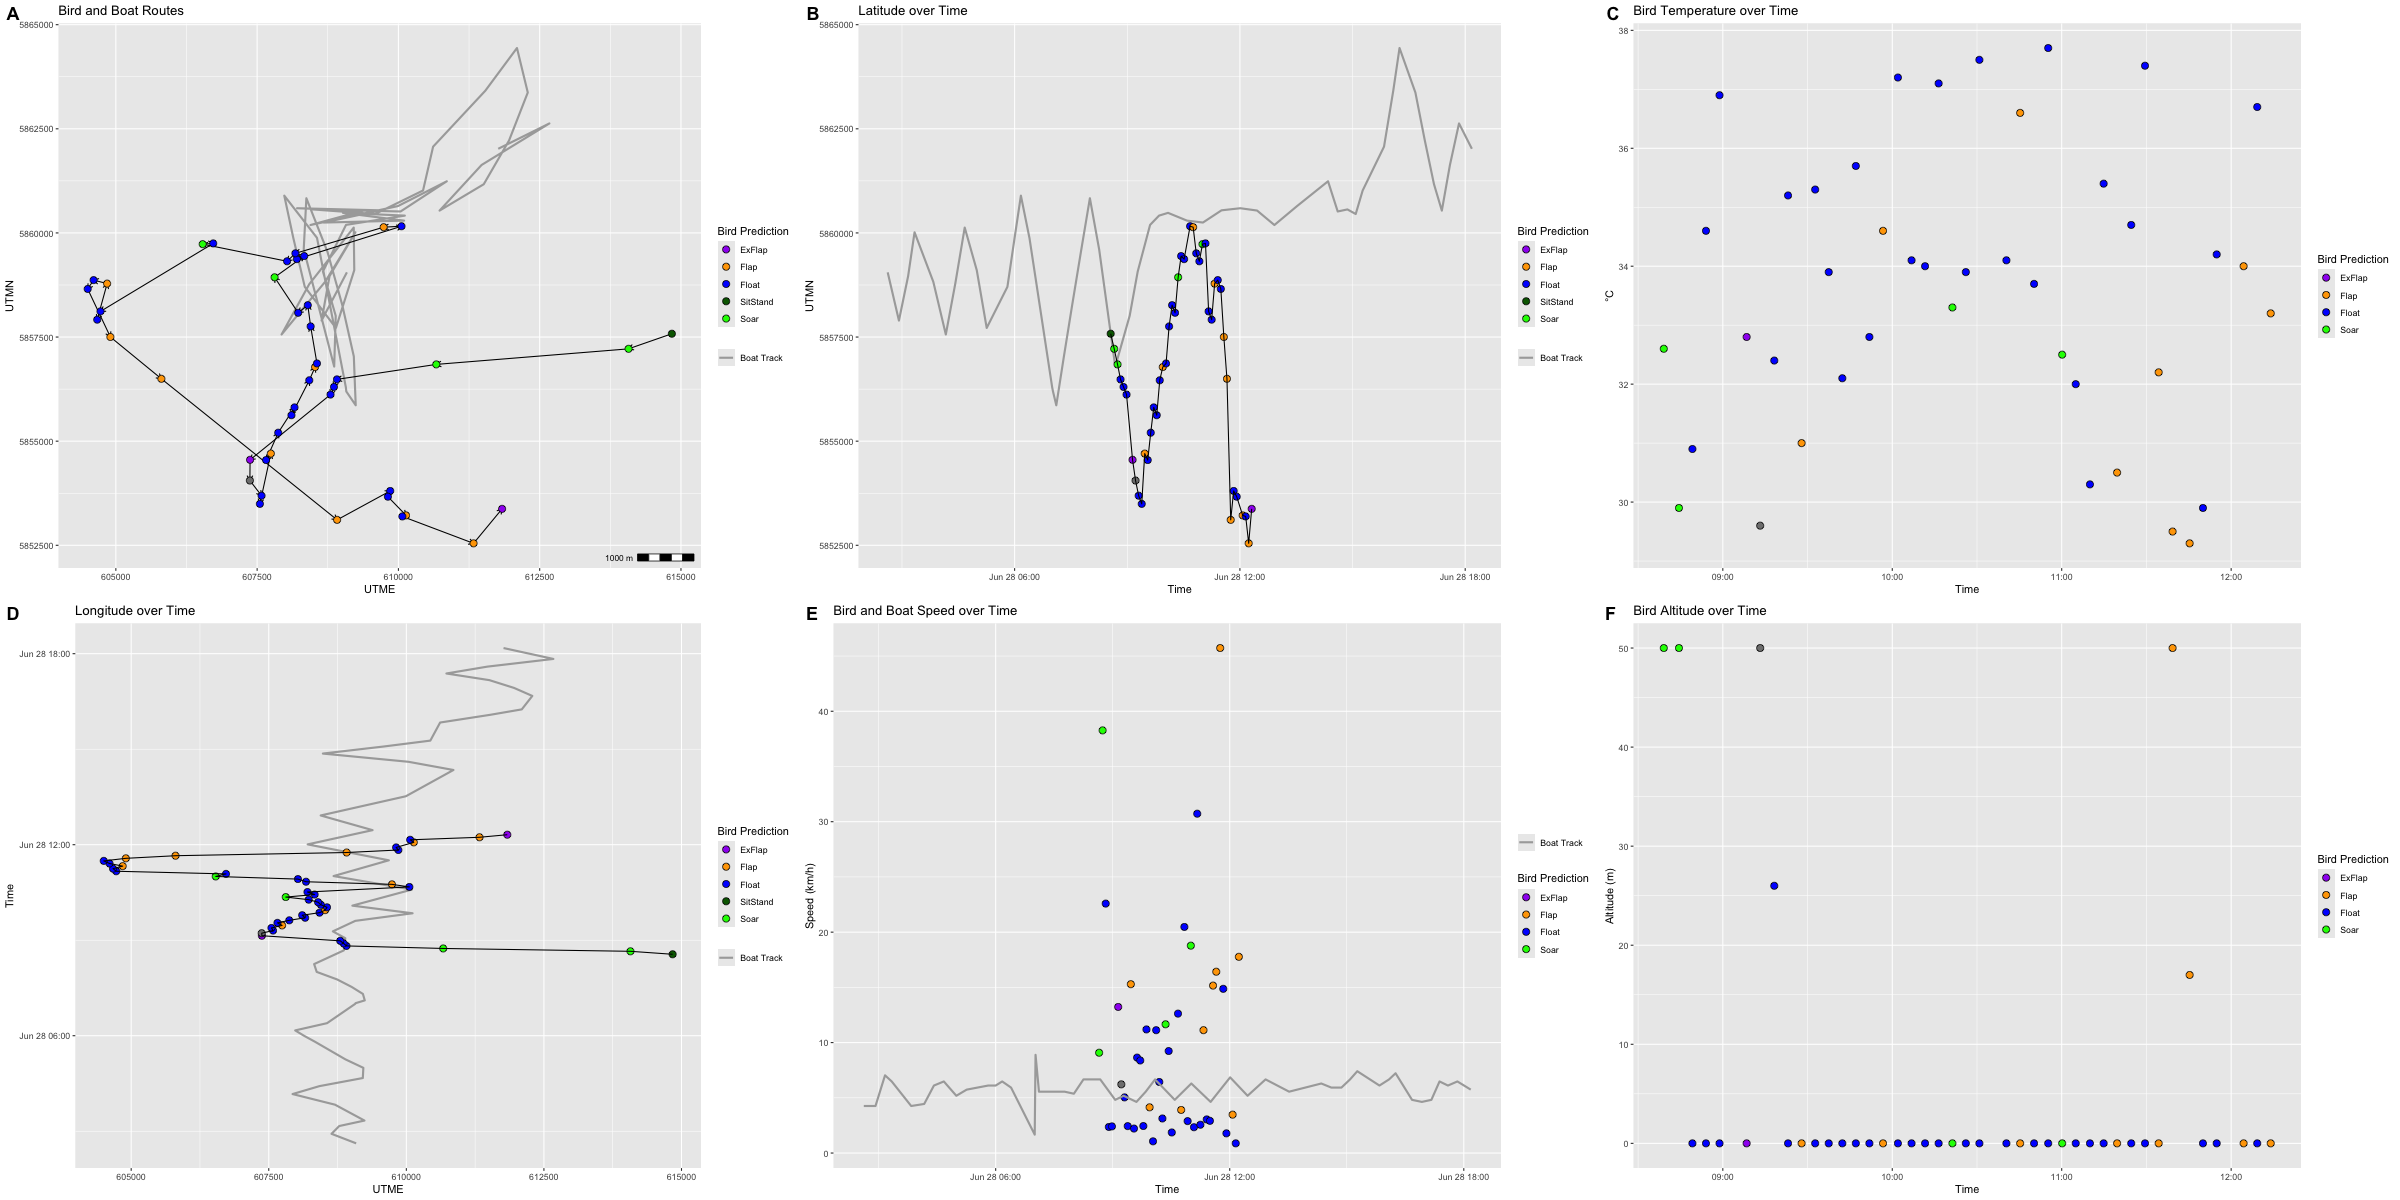 A
Bird and Boat Routes
5865000
5862500
5860000
5857500
5855000
5852500
UTMN
605000
607500
610000
612500
615000
UTME
1000 m
Bird Prediction
ExFlap
Flap
Float
SitStand
Soar
Boat Track
B
Latitude over Time
5865000
5862500
5860000
5857500
5855000
5852500
UTMN
Jun 28 06:00
Jun 28 12:00
Jun 28 18:00
Time
Bird Prediction
ExFlap
Flap
Float
SitStand
Soar
Boat Track
C
Bird Temperature over Time
38
36
34
32
30
°C
09:00
10:00
11:00
12:00
Time
Bird Prediction
ExFlap
Flap
Float
Soar
D
Longitude over Time
Jun 28 18:00
Jun 28 12:00
Jun 28 06:00
Time
605000
607500
610000
612500
615000
UTME
Bird Prediction
ExFlap
Flap
Float
SitStand
Soar
Boat Track
E
Bird and Boat Speed over Time
40
30
20
10
0
Speed (km/h)
Jun 28 06:00
Jun 28 12:00
Jun 28 18:00
Time
Boat Track
Bird Prediction
ExFlap
Flap
Float
Soar
F
Bird Altitude over Time
50
40
30
20
10
0
Altitude (m)
09:00
10:00
11:00
12:00
Time
Bird Prediction
ExFlap
Flap
Float
Soar